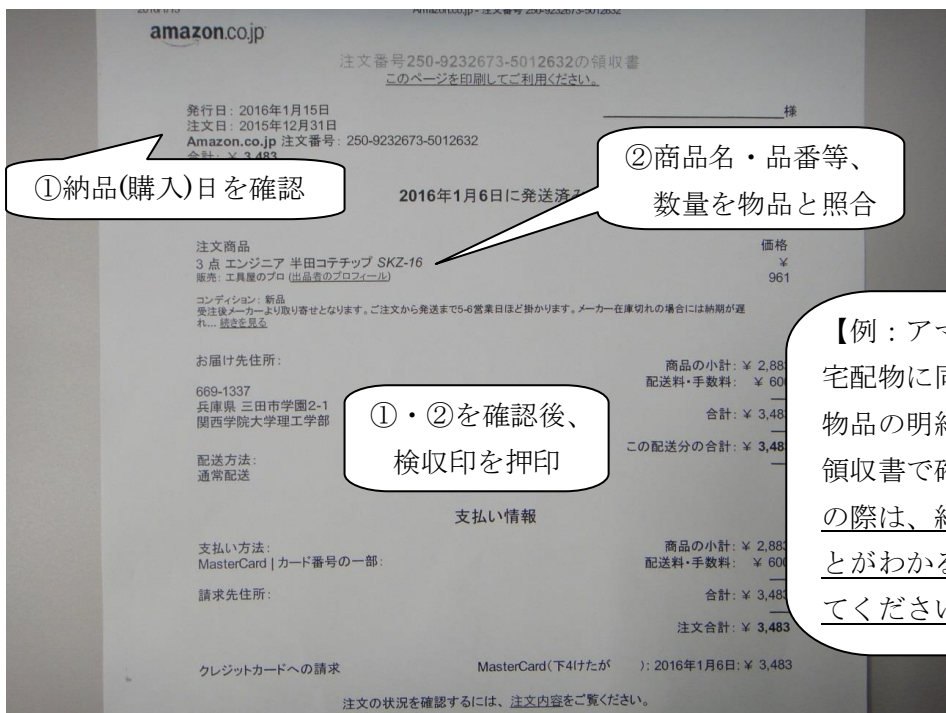 amazon.co.jp
注文番号250-9232673-5012632の領収書
このページを印刷してご利用ください。
発行日: 2016年1月15日
注文日: 2015年12月31日
Amazon.co.jp 注文番号: 250-9232673-5012632
合計: ¥ 3,483
様
①納品(購入)日を確認
②商品名・品番等、
数量を物品と照合
2016年1月6日に発送済み
注文商品 価格
3 点 エンジニア 半田コテチップ SKZ-16 ¥
販売: 工具屋のプロ (出品者のプロフィール) 961
コンディション: 新品
受注後メーカーより取り寄せとなります。ご注文から発送まで5-6営業日ほど掛かります。メーカー在庫切れの場合には納期が遅
れ... 続きを見る
お届け先住所:
669-1337
兵庫県 三田市学園2-1
関西学院大学理工学部
配送方法:
通常配送
商品の小計: ¥ 2,88
配送料・手数料: ¥ 60
合計: ¥ 3,48
この配送分の合計: ¥ 3,48
①・②を確認後、
検収印を押印
【例：アマ
宅配物に同
物品の明細
領収書で確
の際は、納
とがわかる
てください
支払い情報
支払い方法:
MasterCard | カード番号の一部:
請求先住所:
商品の小計: ¥ 2,883
配送料・手数料: ¥ 600
合計: ¥ 3,483
注文合計: ¥ 3,483
クレジットカードへの請求 MasterCard(下4けたが ): 2016年1月6日: ¥ 3,483
注文の状況を確認するには、注文内容をご覧ください。